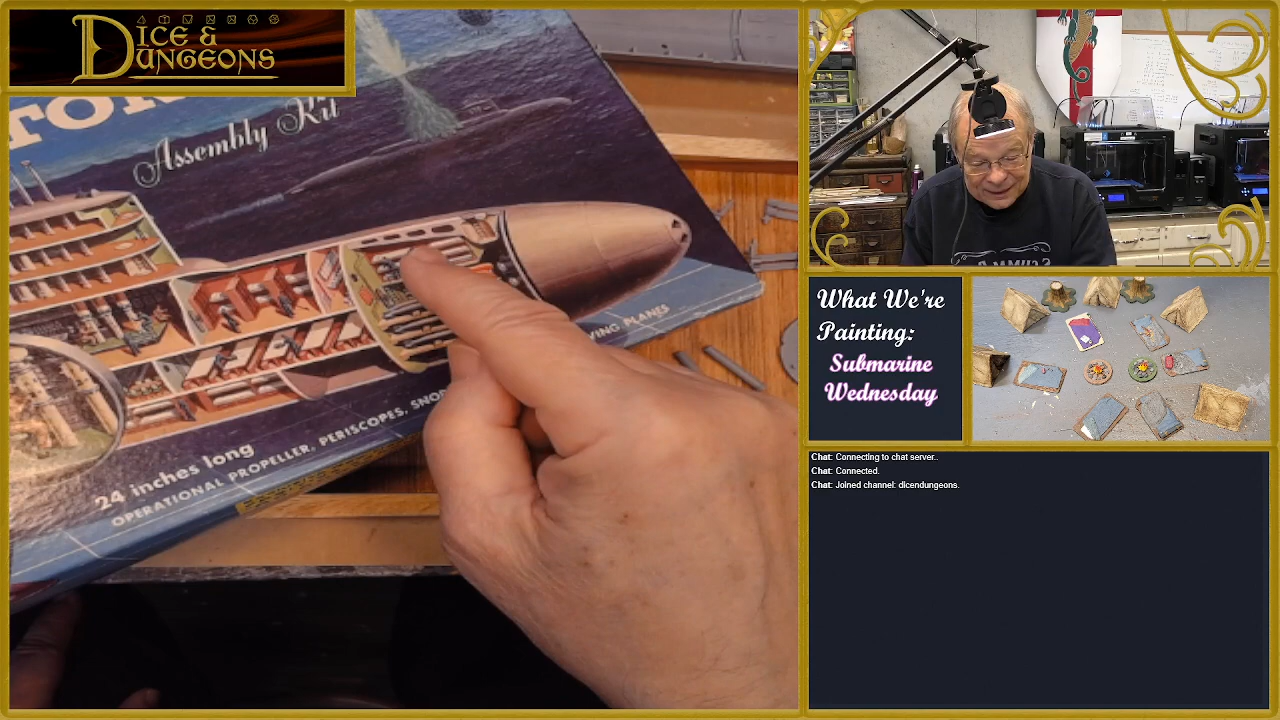 DICE &
DUNGEONS
Assembly Kit
24 inches long
OPERATIONAL PROPELLER, PERISCOPES,
PLANES
What We're
Painting:
Submarine
Wednesday
Chat: Connecting to chat server..
Chat: Connected.
Chat: Joined channel: dicendungeons.